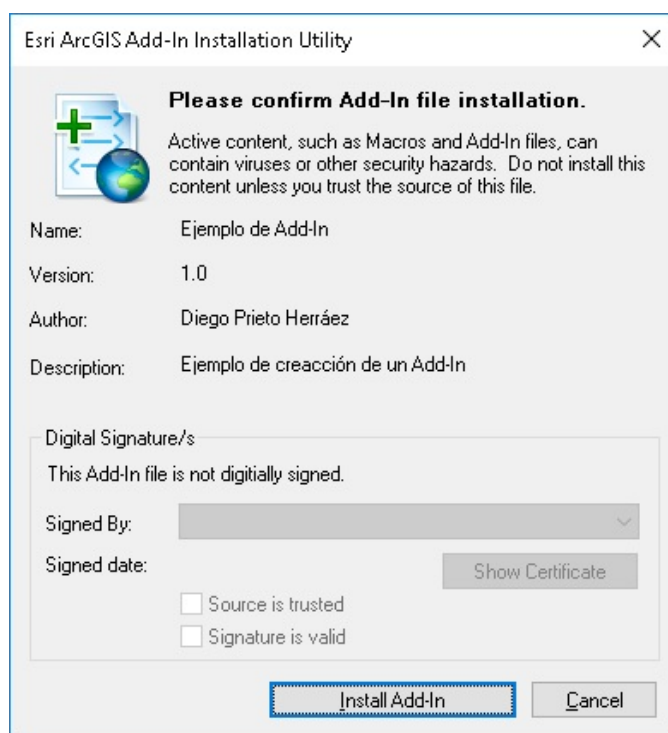 Esri ArcGIS Add-In Installation Utility
Please confirm Add-In file installation.
Active content, such as Macros and Add-In files, can
contain viruses or other security hazards. Do not install this
content unless you trust the source of this file.
Name: Ejemplo de Add-In
Version: 1.0
Author: Diego Prieto Herráez
Description: Ejemplo de creacción de un Add-In
Digital Signature/s
This Add-In file is not digitially signed.
Signed By:
Signed date: Show Certificate
Source is trusted
Signature is valid
Install Add-In Cancel